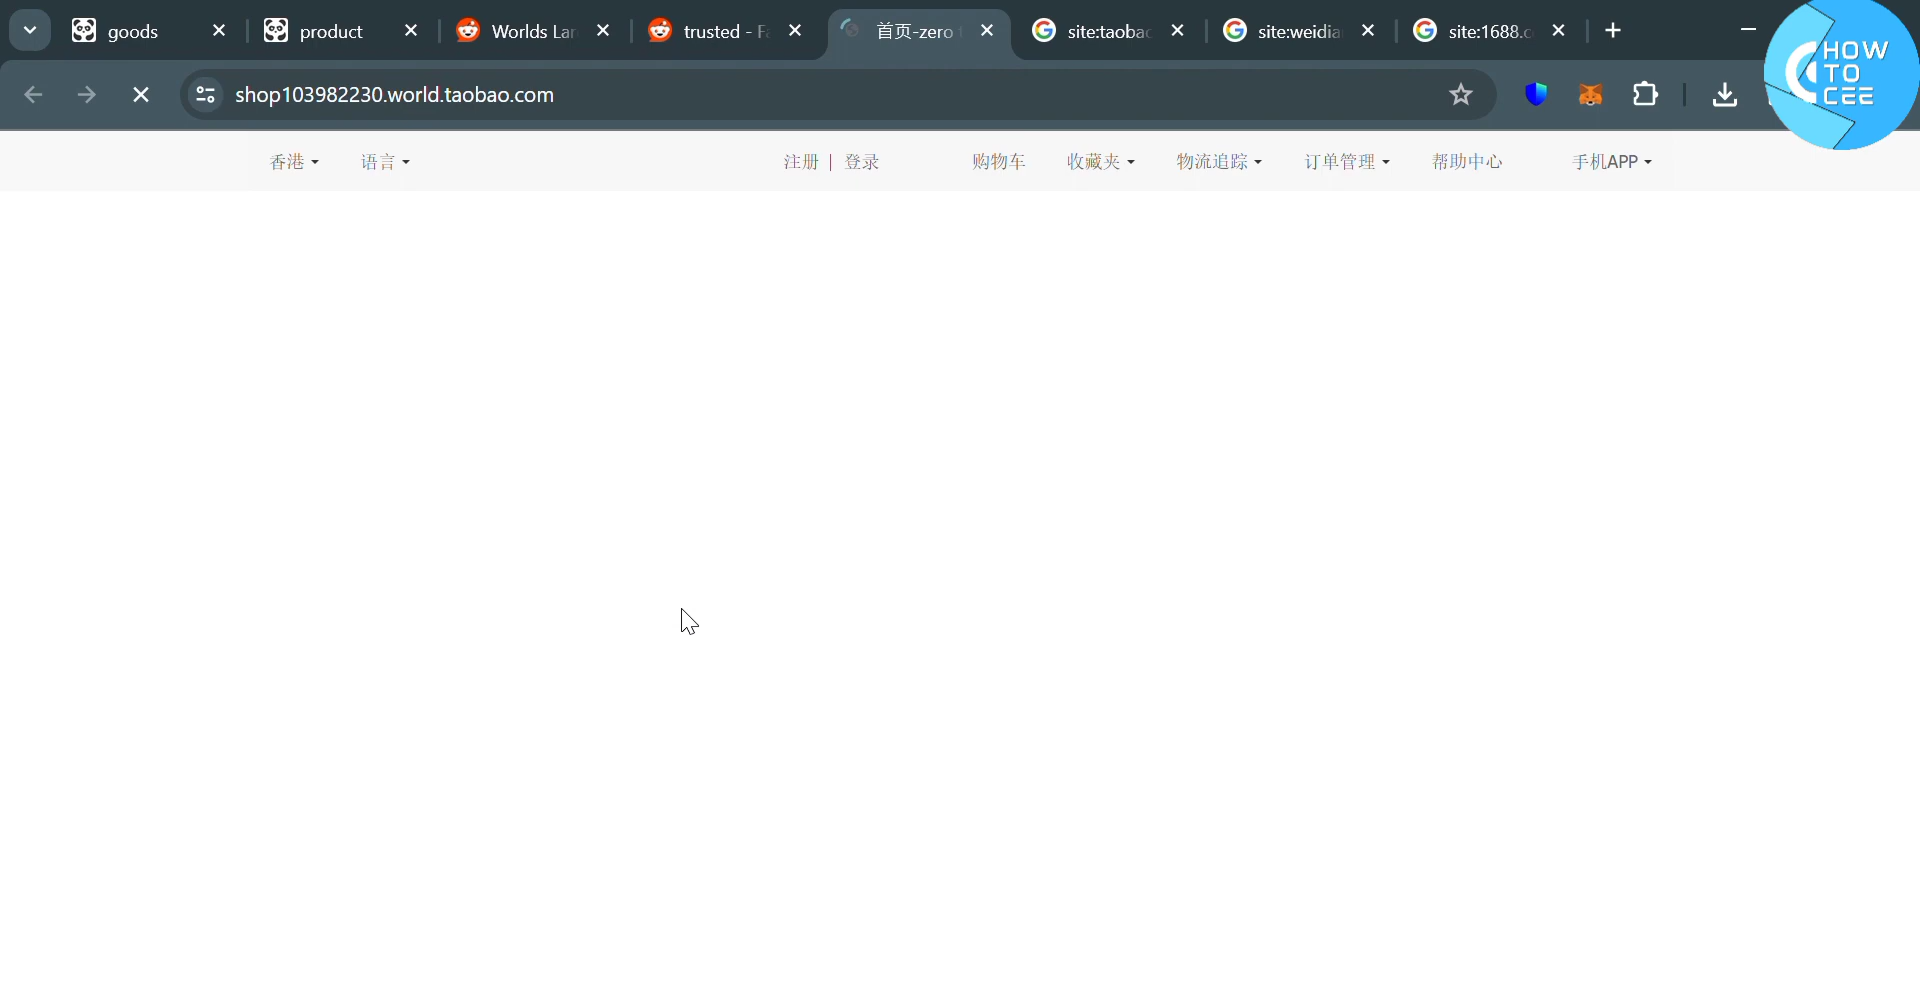 goods
product
Worlds Lar
trusted - Fa
首页-zero
site:taobac
site:weidia
site:1688.c
HOW
TO
CEE
shop103982230.world.taobao.com
香港 语言 注册 | 登录 购物车 收藏夹 物流追踪 订单管理 帮助中心 手机APP